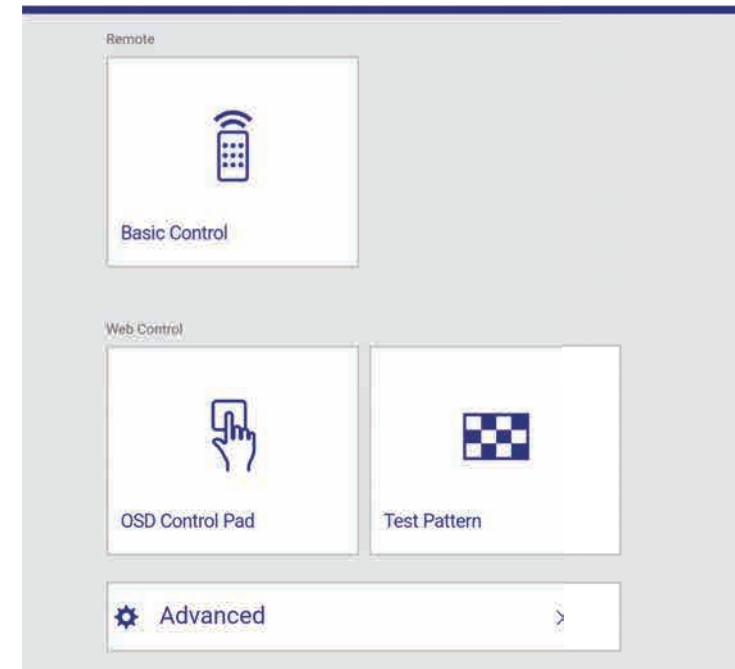 Remote
Basic Control
Web Control
OSD Control Pad
Test Pattern
Advanced